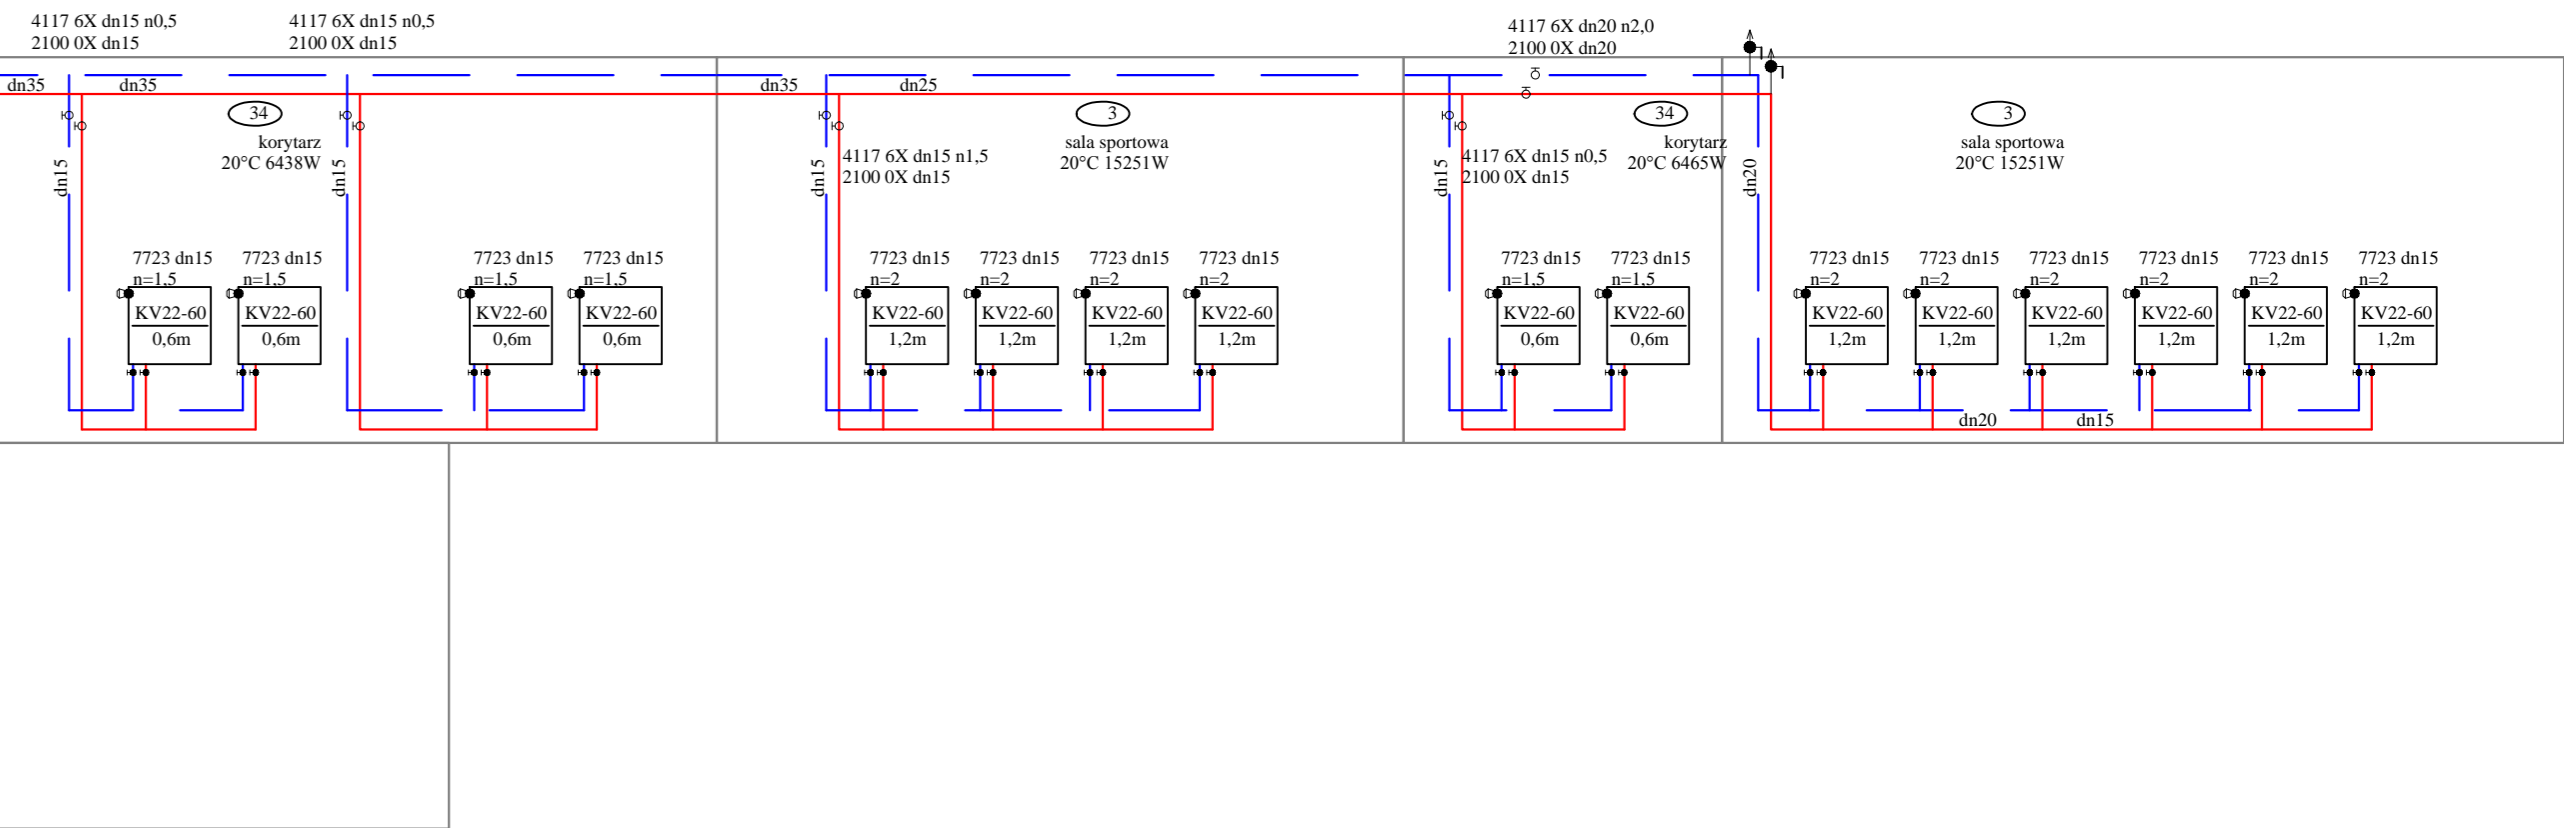 4117 6X dn15 n0,5
2100 0X dn15
4117 6X dn15 n0,5
2100 0X dn15
4117 6X dn20 n2,0
2100 0X dn20
dn35
dn35
dn35
dn25
34
korytarz
20°C 6438W
3
sala sportowa
20°C 15251W
34
korytarz
20°C 6465W
3
sala sportowa
20°C 15251W
dn15
dn15
dn15
4117 6X dn15 n1,5
2100 0X dn15
dn15
4117 6X dn15 n0,5
2100 0X dn15
dn20
7723 dn15
n=1,5
KV22-60
0,6m
7723 dn15
n=1,5
KV22-60
0,6m
7723 dn15
n=1,5
KV22-60
0,6m
7723 dn15
n=1,5
KV22-60
0,6m
7723 dn15
n=2
KV22-60
1,2m
7723 dn15
n=2
KV22-60
1,2m
7723 dn15
n=2
KV22-60
1,2m
7723 dn15
n=2
KV22-60
1,2m
7723 dn15
n=1,5
KV22-60
0,6m
7723 dn15
n=1,5
KV22-60
0,6m
7723 dn15
n=2
KV22-60
1,2m
7723 dn15
n=2
KV22-60
1,2m
7723 dn15
n=2
KV22-60
1,2m
7723 dn15
n=2
KV22-60
1,2m
7723 dn15
n=2
KV22-60
1,2m
7723 dn15
n=2
KV22-60
1,2m
dn20
dn15